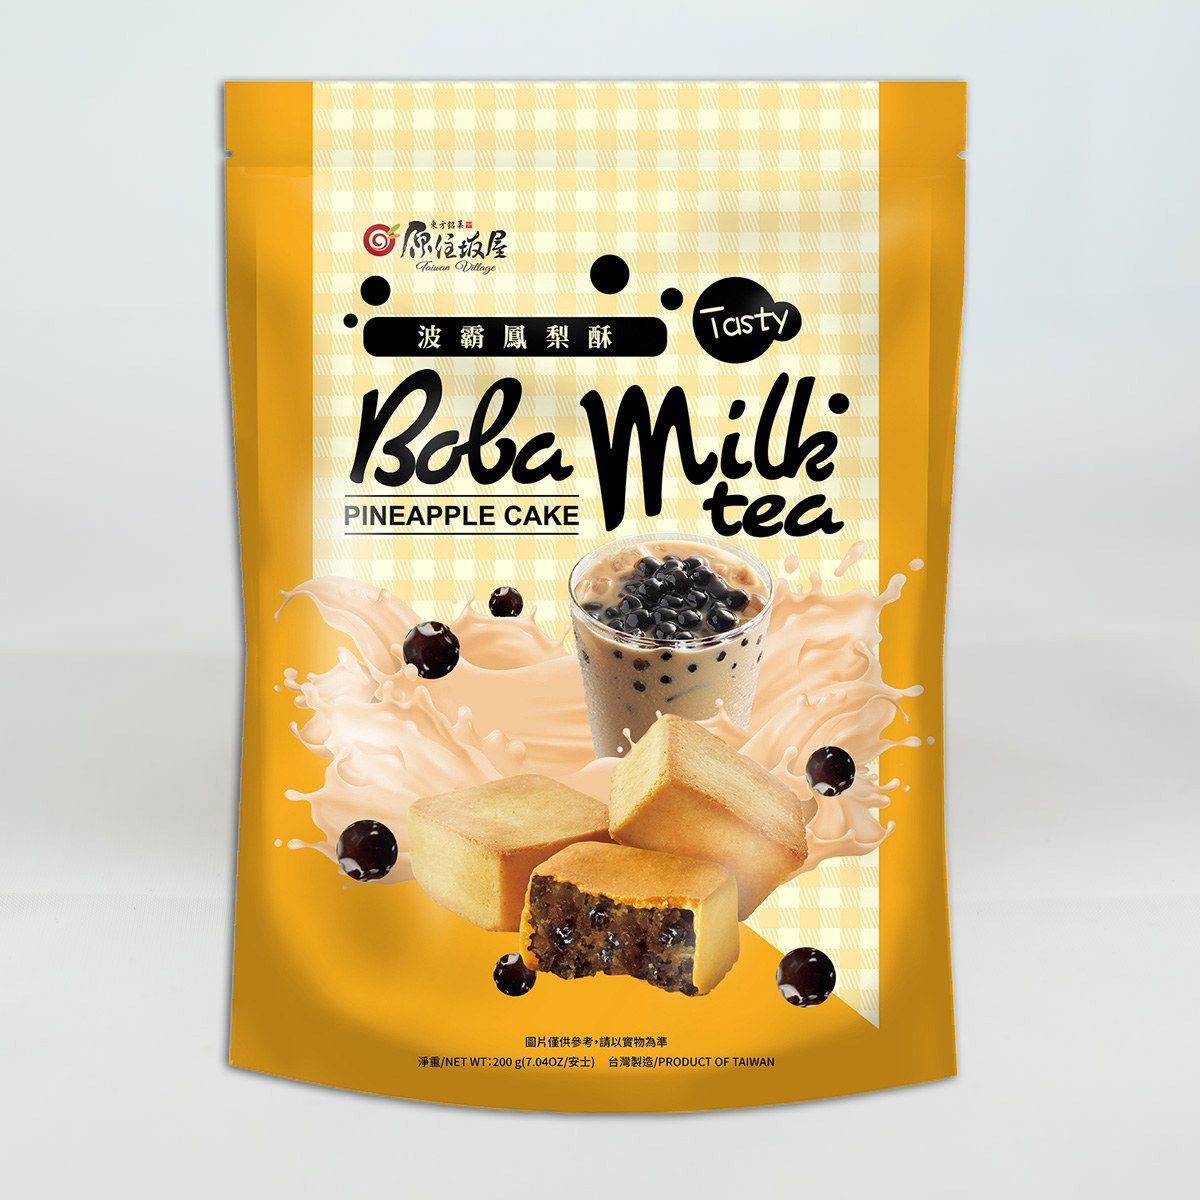 東方銘菓
原住坂屋
Taiwan Village
波霸鳳梨酥
Tasty
Boba Milk tea
PINEAPPLE CAKE
圖片僅供參考,請以實物為準
淨重/NET WT:200 g(7.04OZ/安士) 台灣製造/PRODUCT OF TAIWAN